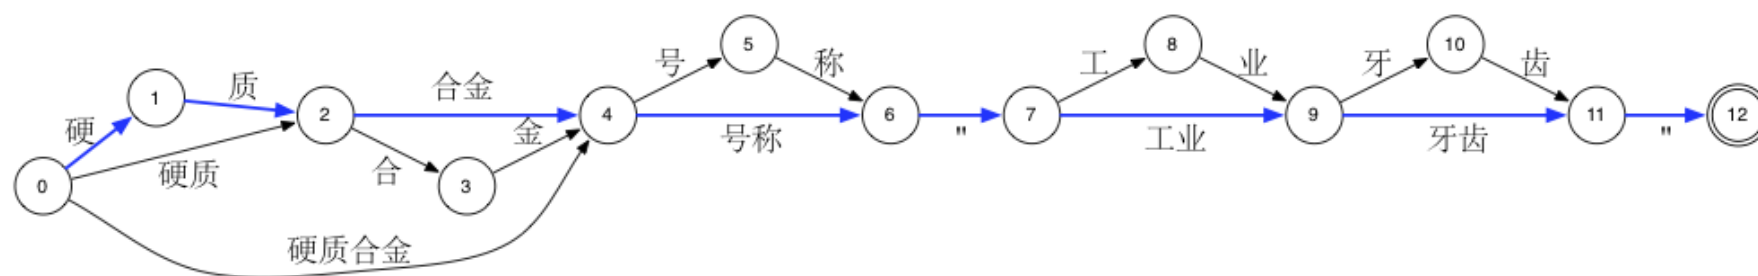 号 5 称 工 8 业 牙 10 齿
硬 1 质 合金
0 硬质 2 合 3 金 4 号称 6 " 7 工业 9 牙齿 11 " 12
硬质合金